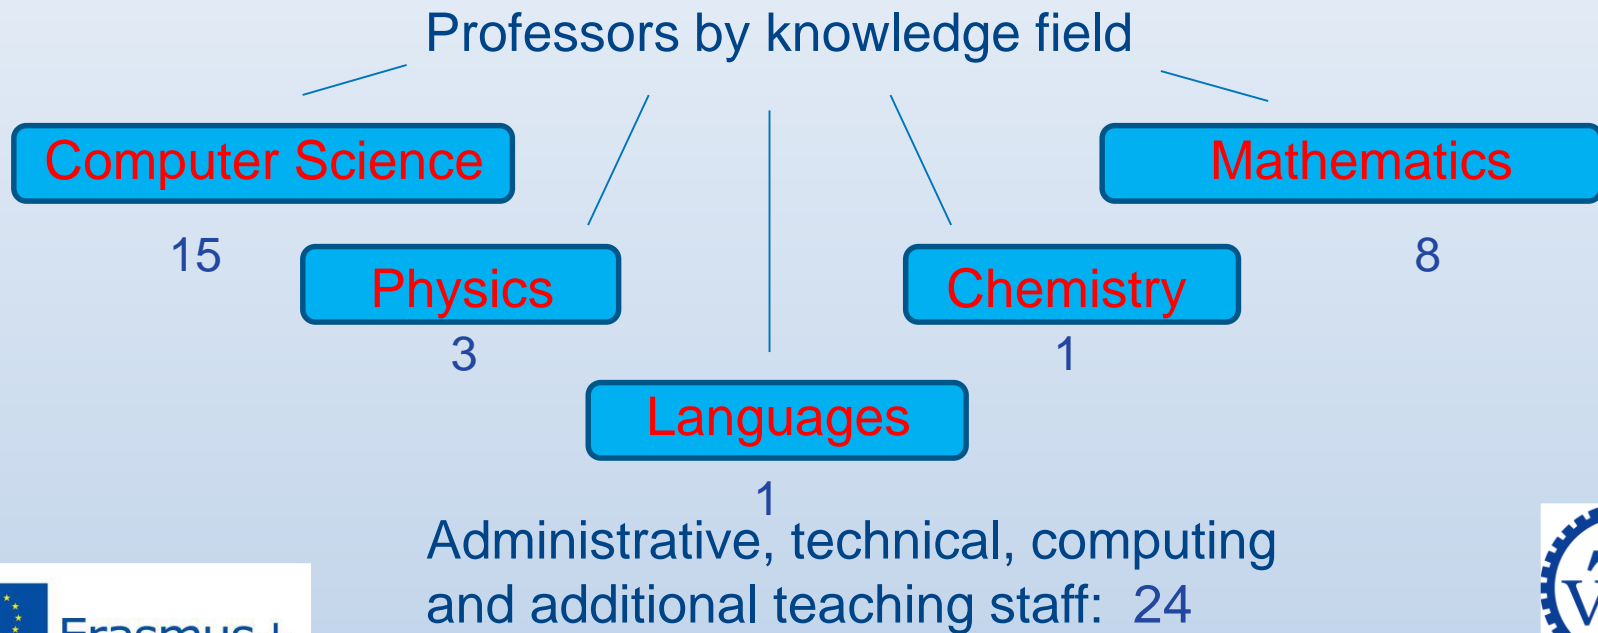 Professors by knowledge field
Computer Science
Mathematics
15
8
Physics
Chemistry
3
1
Languages
1
Administrative, technical, computing
and additional teaching staff: 24
Erasmus+